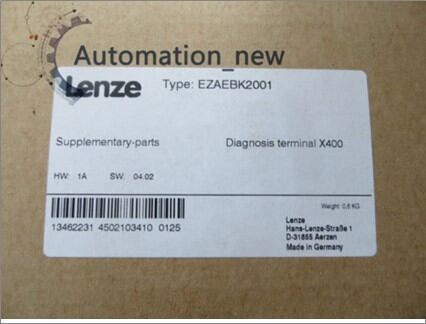 Automation_new
Lenze
Type: EZAEBK2001
Supplementary-parts
Diagnosis terminal X400
HW: 1A SW: 04.02
Weight: 0,6 KG
13462231 4502103410 0125
Lenze
Hans-Lenze-Straße 1
D-31855 Aerzen
Made in Germany